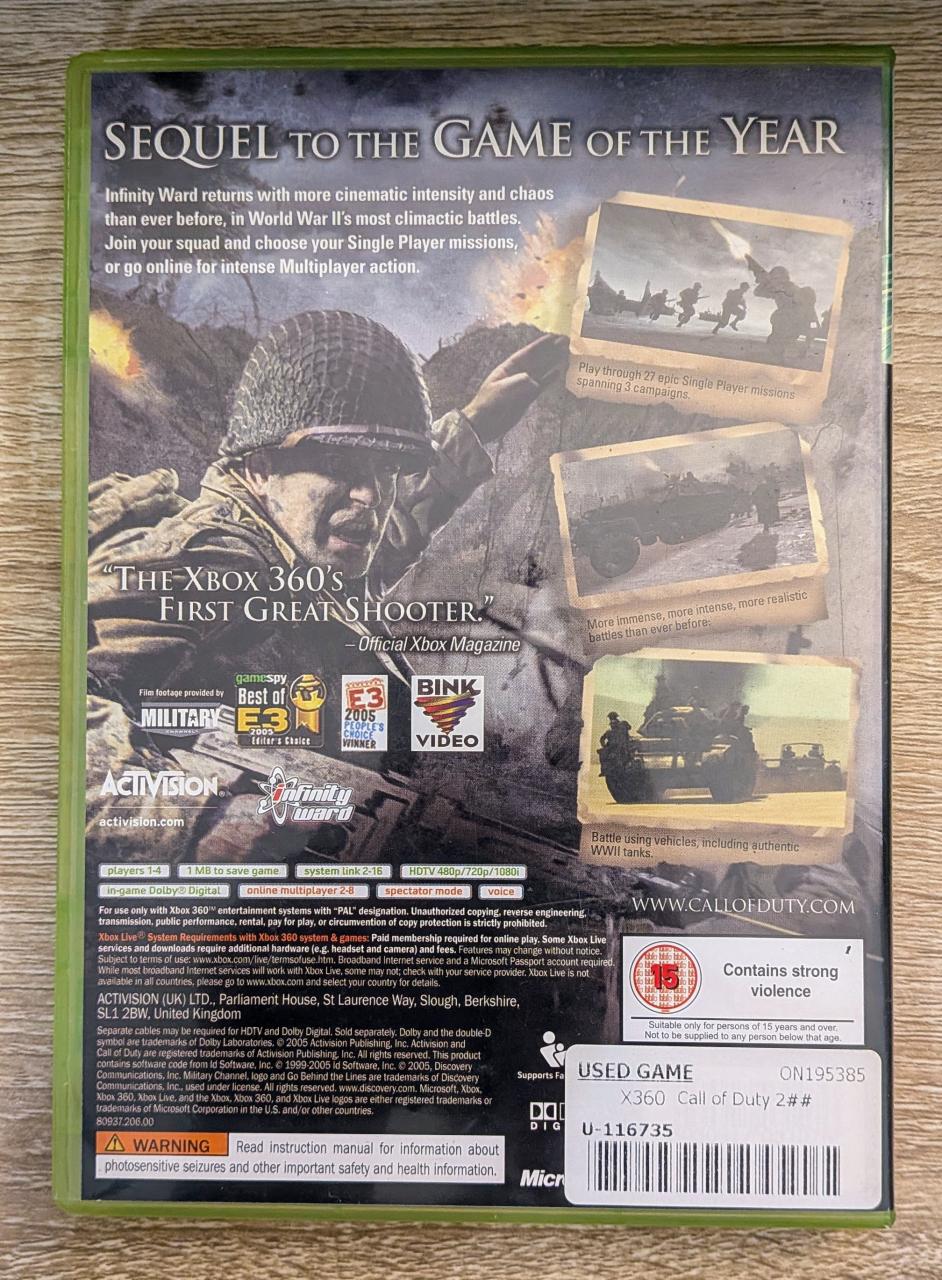 SEQUEL TO THE GAME OF THE YEAR
Infinity Ward returns with more cinematic intensity and chaos
than ever before, in World War II's most climactic battles.
Join your squad and choose your Single Player missions,
or go online for intense Multiplayer action.
Play through 27 epic Single Player missions
spanning 3 campaigns.
More immense, more intense, more realistic
battles than ever before.
"THE XBOX 360'S
FIRST GREAT SHOOTER."
– Official Xbox Magazine
Film footage provided by
MILITARY
CHANNEL
gamespy
Best of
E3
2005
Editor's Choice
E3
2005
PEOPLE'S
CHOICE
WINNER
BINK
VIDEO
ACTIVISION®
activision.com
infinity
ward
Battle using vehicles, including authentic
WWII tanks.
players 1-4 1 MB to save game system link 2-16 HDTV 480p/720p/1080i
in-game Dolby® Digital online multiplayer 2-8 spectator mode voice
WWW.CALLOFDUTY.COM
For use only with Xbox 360™ entertainment systems with "PAL" designation. Unauthorized copying, reverse engineering,
transmission, public performance, rental, pay for play, or circumvention of copy protection is strictly prohibited.
Xbox Live® System Requirements with Xbox 360 system & games: Paid membership required for online play. Some Xbox Live
services and downloads require additional hardware (e.g. headset and camera) and fees. Features may change without notice.
Subject to terms of use: www.xbox.com/live/termsofuse.htm. Broadband Internet service and a Microsoft Passport account required.
While most broadband Internet services will work with Xbox Live, some may not; check with your service provider. Xbox Live is not
available in all countries, please go to www.xbox.com and select your country for details.
ACTIVISION (UK) LTD., Parliament House, St Laurence Way, Slough, Berkshire,
SL1 2BW, United Kingdom
Separate cables may be required for HDTV and Dolby Digital. Sold separately. Dolby and the double-D
symbol are trademarks of Dolby Laboratories. © 2005 Activision Publishing, Inc. Activision and
Call of Duty are registered trademarks of Activision Publishing, Inc. All rights reserved. This product
contains software code from Id Software, Inc. © 1999-2005 Id Software, Inc. © 2005, Discovery
Communications, Inc. Military Channel, logo and Go Behind the Lines are trademarks of Discovery
Communications, Inc., used under license. All rights reserved. www.discovery.com. Microsoft, Xbox,
Xbox 360, Xbox Live, and the Xbox, Xbox 360, and Xbox Live logos are either registered trademarks or
trademarks of Microsoft Corporation in the U.S. and/or other countries.
80937.206.00
WARNING Read instruction manual for information about
photosensitive seizures and other important safety and health information.
15
Contains strong
violence
Suitable only for persons of 15 years and over.
Not to be supplied to any person below that age.
Supports Fa
DIG
Micr
USED GAME ON195385
X360 Call of Duty 2##
U-116735